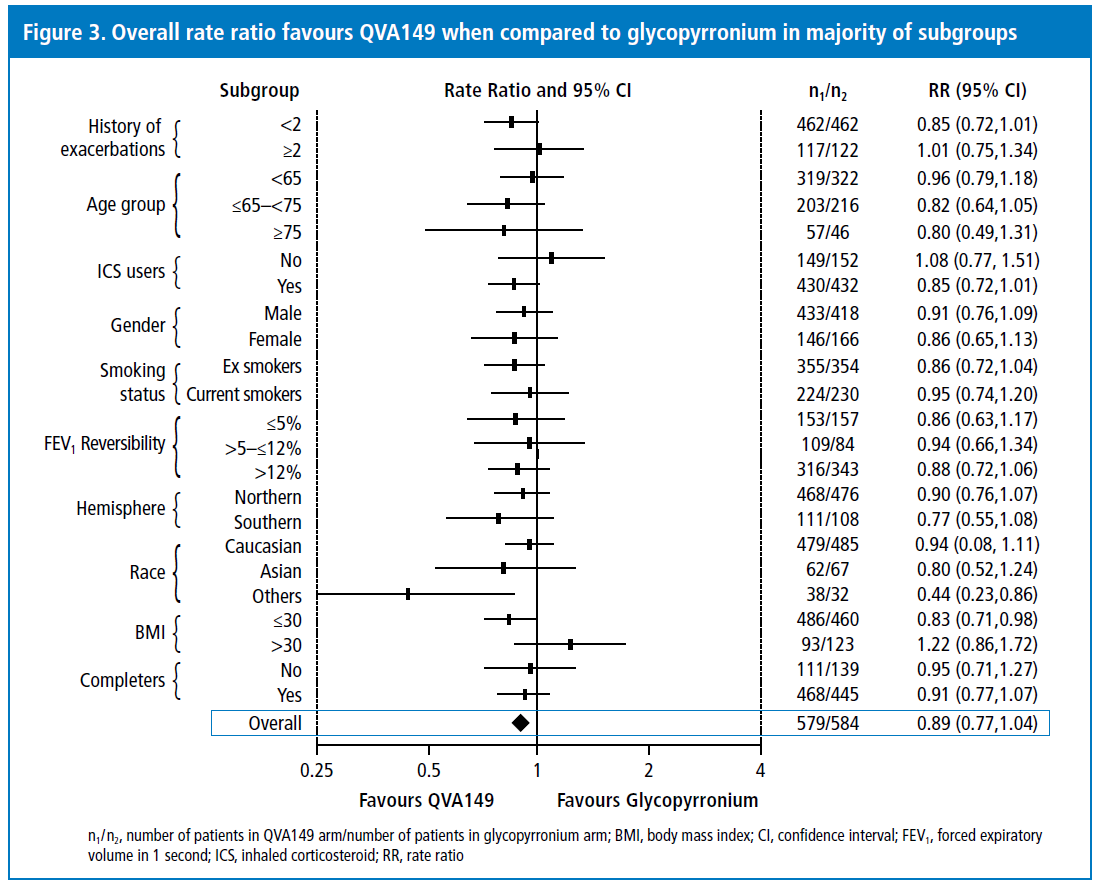 Figure 3. Overall rate ratio favours QVA149 when compared to glycopyrronium in majority of subgroups
Subgroup Rate Ratio and 95% CI n₁/n₂ RR (95% CI)
History of exacerbations
<2 462/462 0.85 (0.72,1.01)
≥2 117/122 1.01 (0.75,1.34)
Age group
<65 319/322 0.96 (0.79,1.18)
≤65–<75 203/216 0.82 (0.64,1.05)
≥75 57/46 0.80 (0.49,1.31)
ICS users
No 149/152 1.08 (0.77, 1.51)
Yes 430/432 0.85 (0.72,1.01)
Gender
Male 433/418 0.91 (0.76,1.09)
Female 146/166 0.86 (0.65,1.13)
Smoking status
Ex smokers 355/354 0.86 (0.72,1.04)
Current smokers 224/230 0.95 (0.74,1.20)
FEV₁ Reversibility
≤5% 153/157 0.86 (0.63,1.17)
>5–≤12% 109/84 0.94 (0.66,1.34)
>12% 316/343 0.88 (0.72,1.06)
Hemisphere
Northern 468/476 0.90 (0.76,1.07)
Southern 111/108 0.77 (0.55,1.08)
Race
Caucasian 479/485 0.94 (0.08, 1.11)
Asian 62/67 0.80 (0.52,1.24)
Others 38/32 0.44 (0.23,0.86)
BMI
≤30 486/460 0.83 (0.71,0.98)
>30 93/123 1.22 (0.86,1.72)
Completers
No 111/139 0.95 (0.71,1.27)
Yes 468/445 0.91 (0.77,1.07)
Overall 579/584 0.89 (0.77,1.04)
0.25 0.5 1 2 4
Favours QVA149 Favours Glycopyrronium
n₁/n₂, number of patients in QVA149 arm/number of patients in glycopyrronium arm; BMI, body mass index; CI, confidence interval; FEV₁, forced expiratory
volume in 1 second; ICS, inhaled corticosteroid; RR, rate ratio